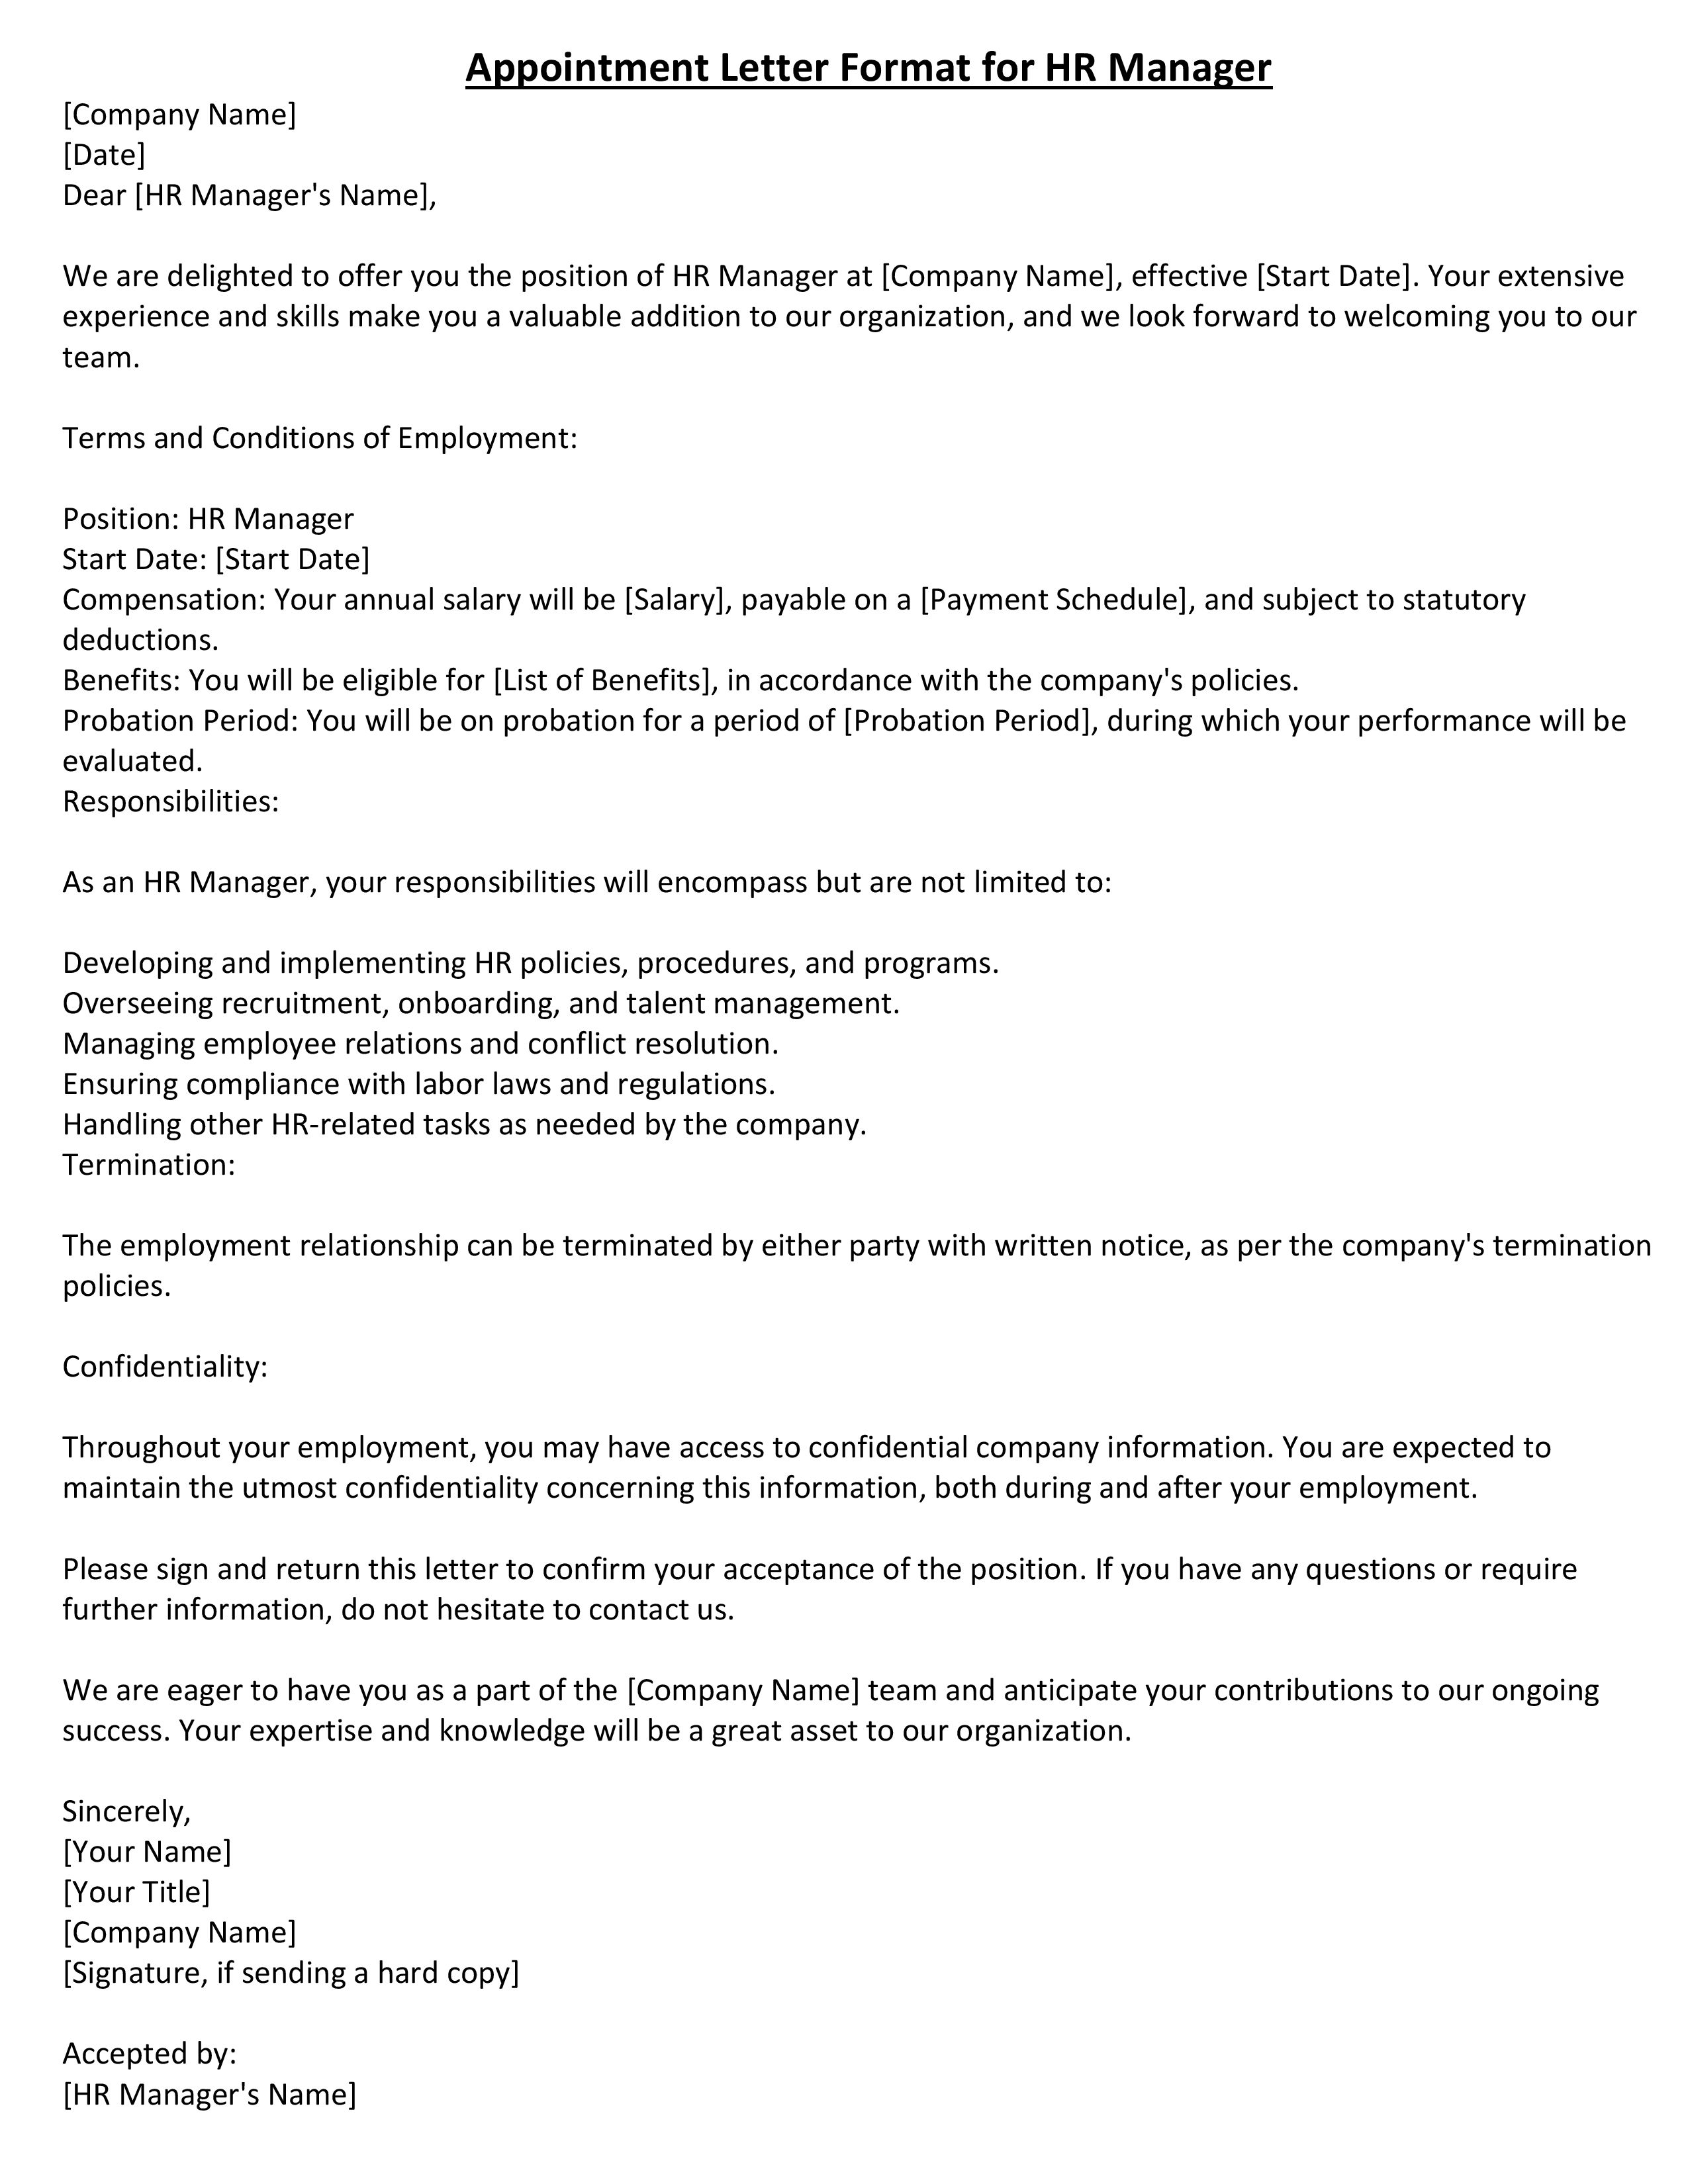 Appointment Letter Format for HR Manager
[Company Name]
[Date]
Dear [HR Manager's Name],
We are delighted to offer you the position of HR Manager at [Company Name], effective [Start Date]. Your extensive
experience and skills make you a valuable addition to our organization, and we look forward to welcoming you to our
team.
Terms and Conditions of Employment:
Position: HR Manager
Start Date: [Start Date]
Compensation: Your annual salary will be [Salary], payable on a [Payment Schedule], and subject to statutory
deductions.
Benefits: You will be eligible for [List of Benefits], in accordance with the company's policies.
Probation Period: You will be on probation for a period of [Probation Period], during which your performance will be
evaluated.
Responsibilities:
As an HR Manager, your responsibilities will encompass but are not limited to:
Developing and implementing HR policies, procedures, and programs.
Overseeing recruitment, onboarding, and talent management.
Managing employee relations and conflict resolution.
Ensuring compliance with labor laws and regulations.
Handling other HR-related tasks as needed by the company.
Termination:
The employment relationship can be terminated by either party with written notice, as per the company's termination
policies.
Confidentiality:
Throughout your employment, you may have access to confidential company information. You are expected to
maintain the utmost confidentiality concerning this information, both during and after your employment.
Please sign and return this letter to confirm your acceptance of the position. If you have any questions or require
further information, do not hesitate to contact us.
We are eager to have you as a part of the [Company Name] team and anticipate your contributions to our ongoing
success. Your expertise and knowledge will be a great asset to our organization.
Sincerely,
[Your Name]
[Your Title]
[Company Name]
[Signature, if sending a hard copy]
Accepted by:
[HR Manager's Name]